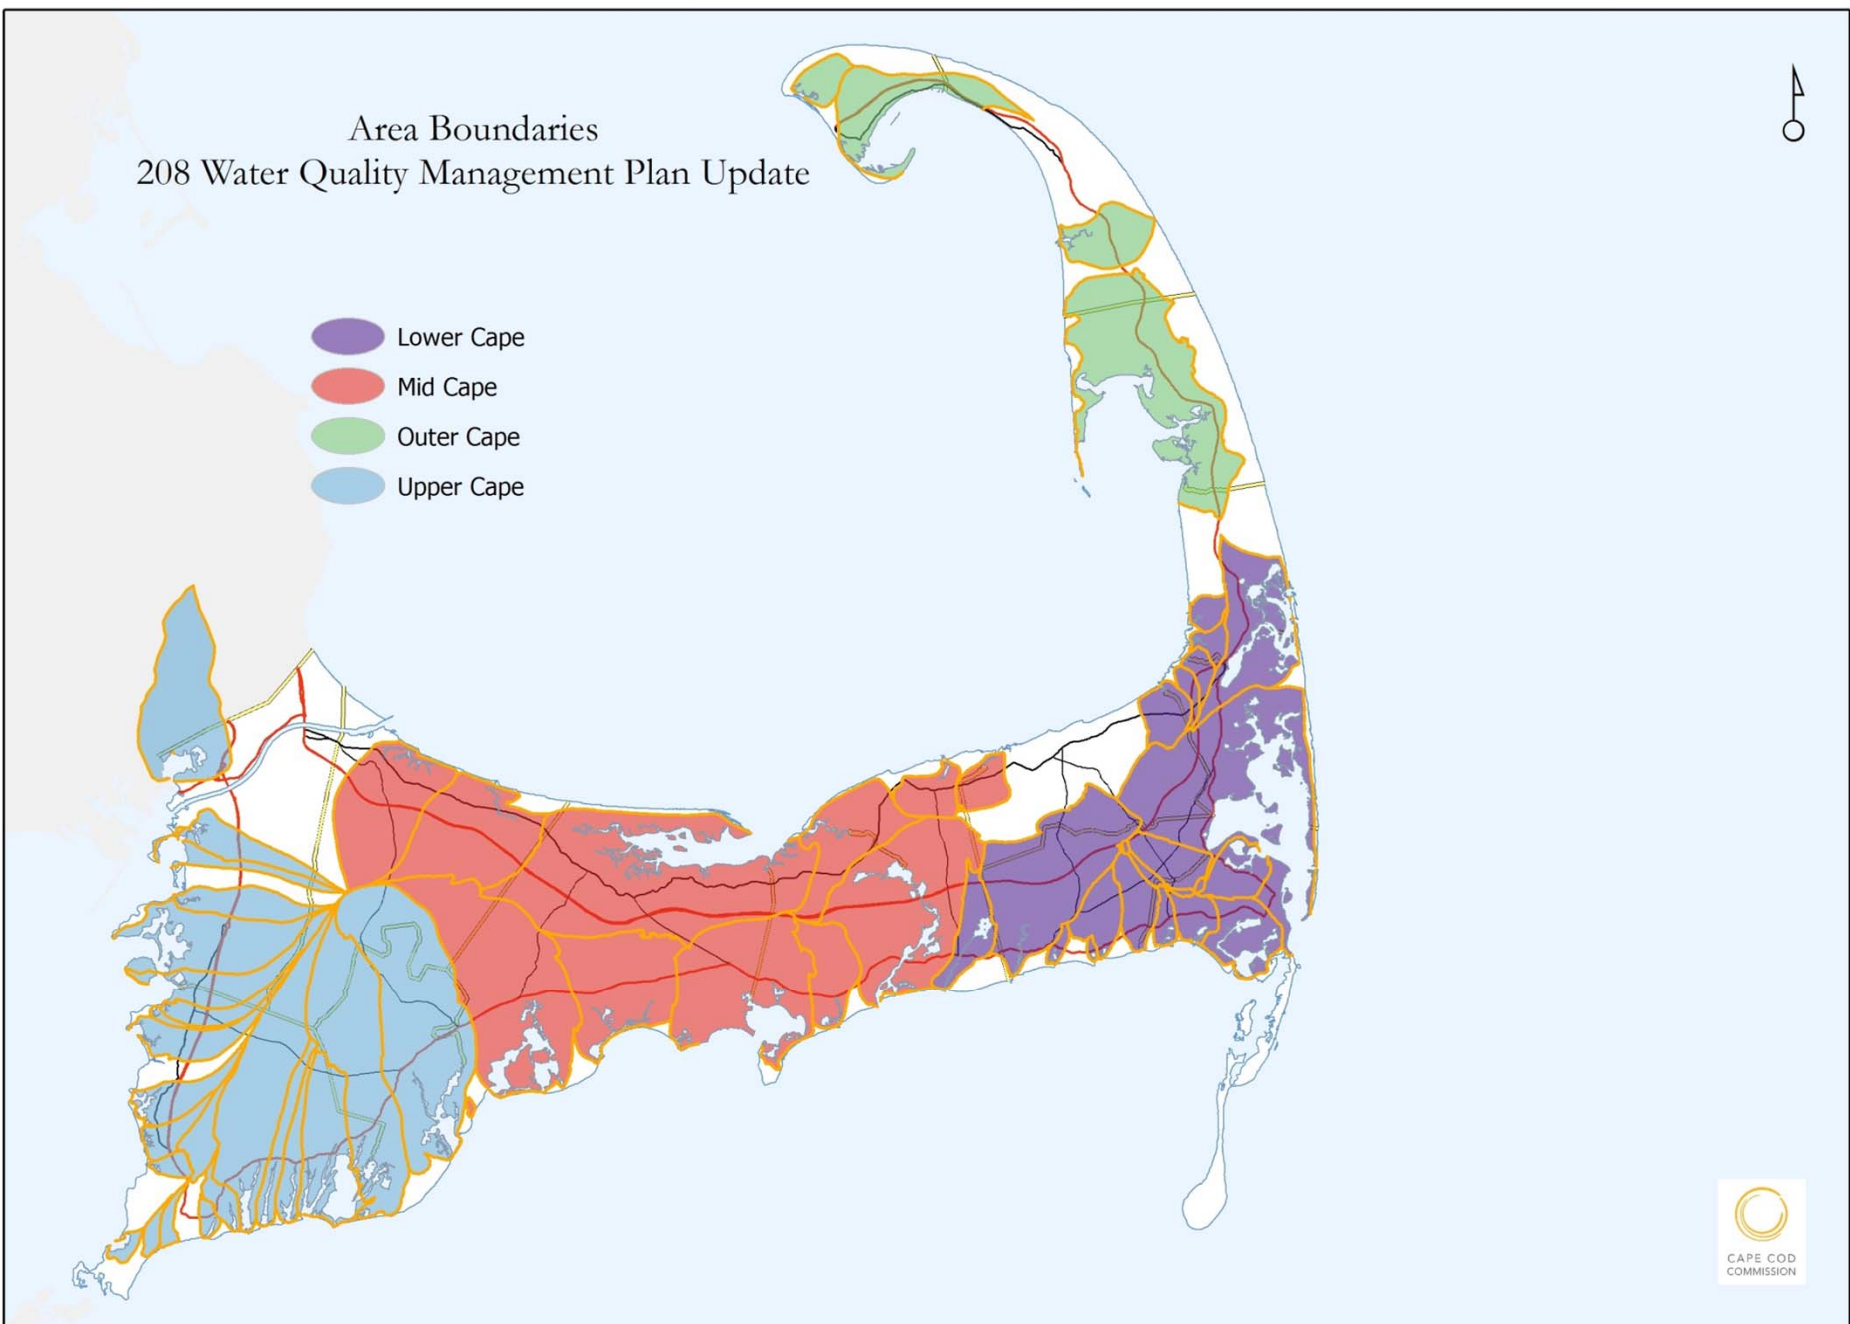 Area Boundaries
208 Water Quality Management Plan Update
Lower Cape
Mid Cape
Outer Cape
Upper Cape
CAPE COD
COMMISSION